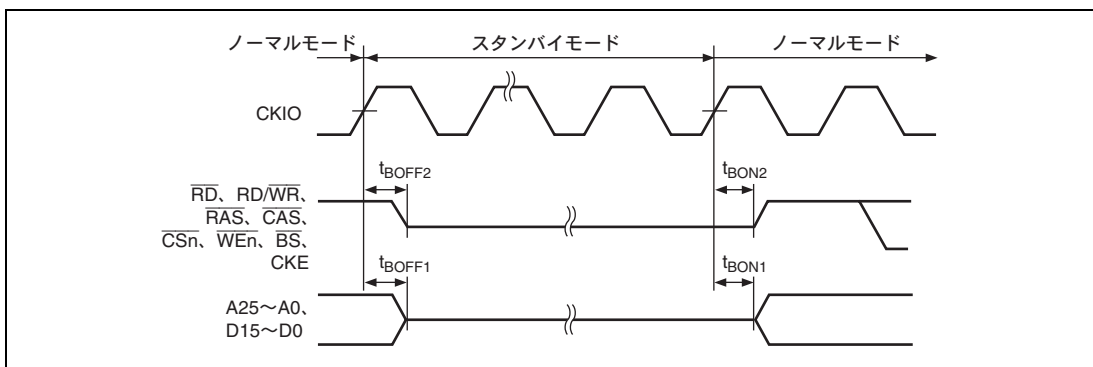 ノーマルモード スタンバイモード ノーマルモード
CKIO
tBOFF2 tBON2
RD、RD/WR、
RAS、CAS、
CSn、WEn、BS、
CKE
tBOFF1 tBON1
A25～A0、
D15～D0